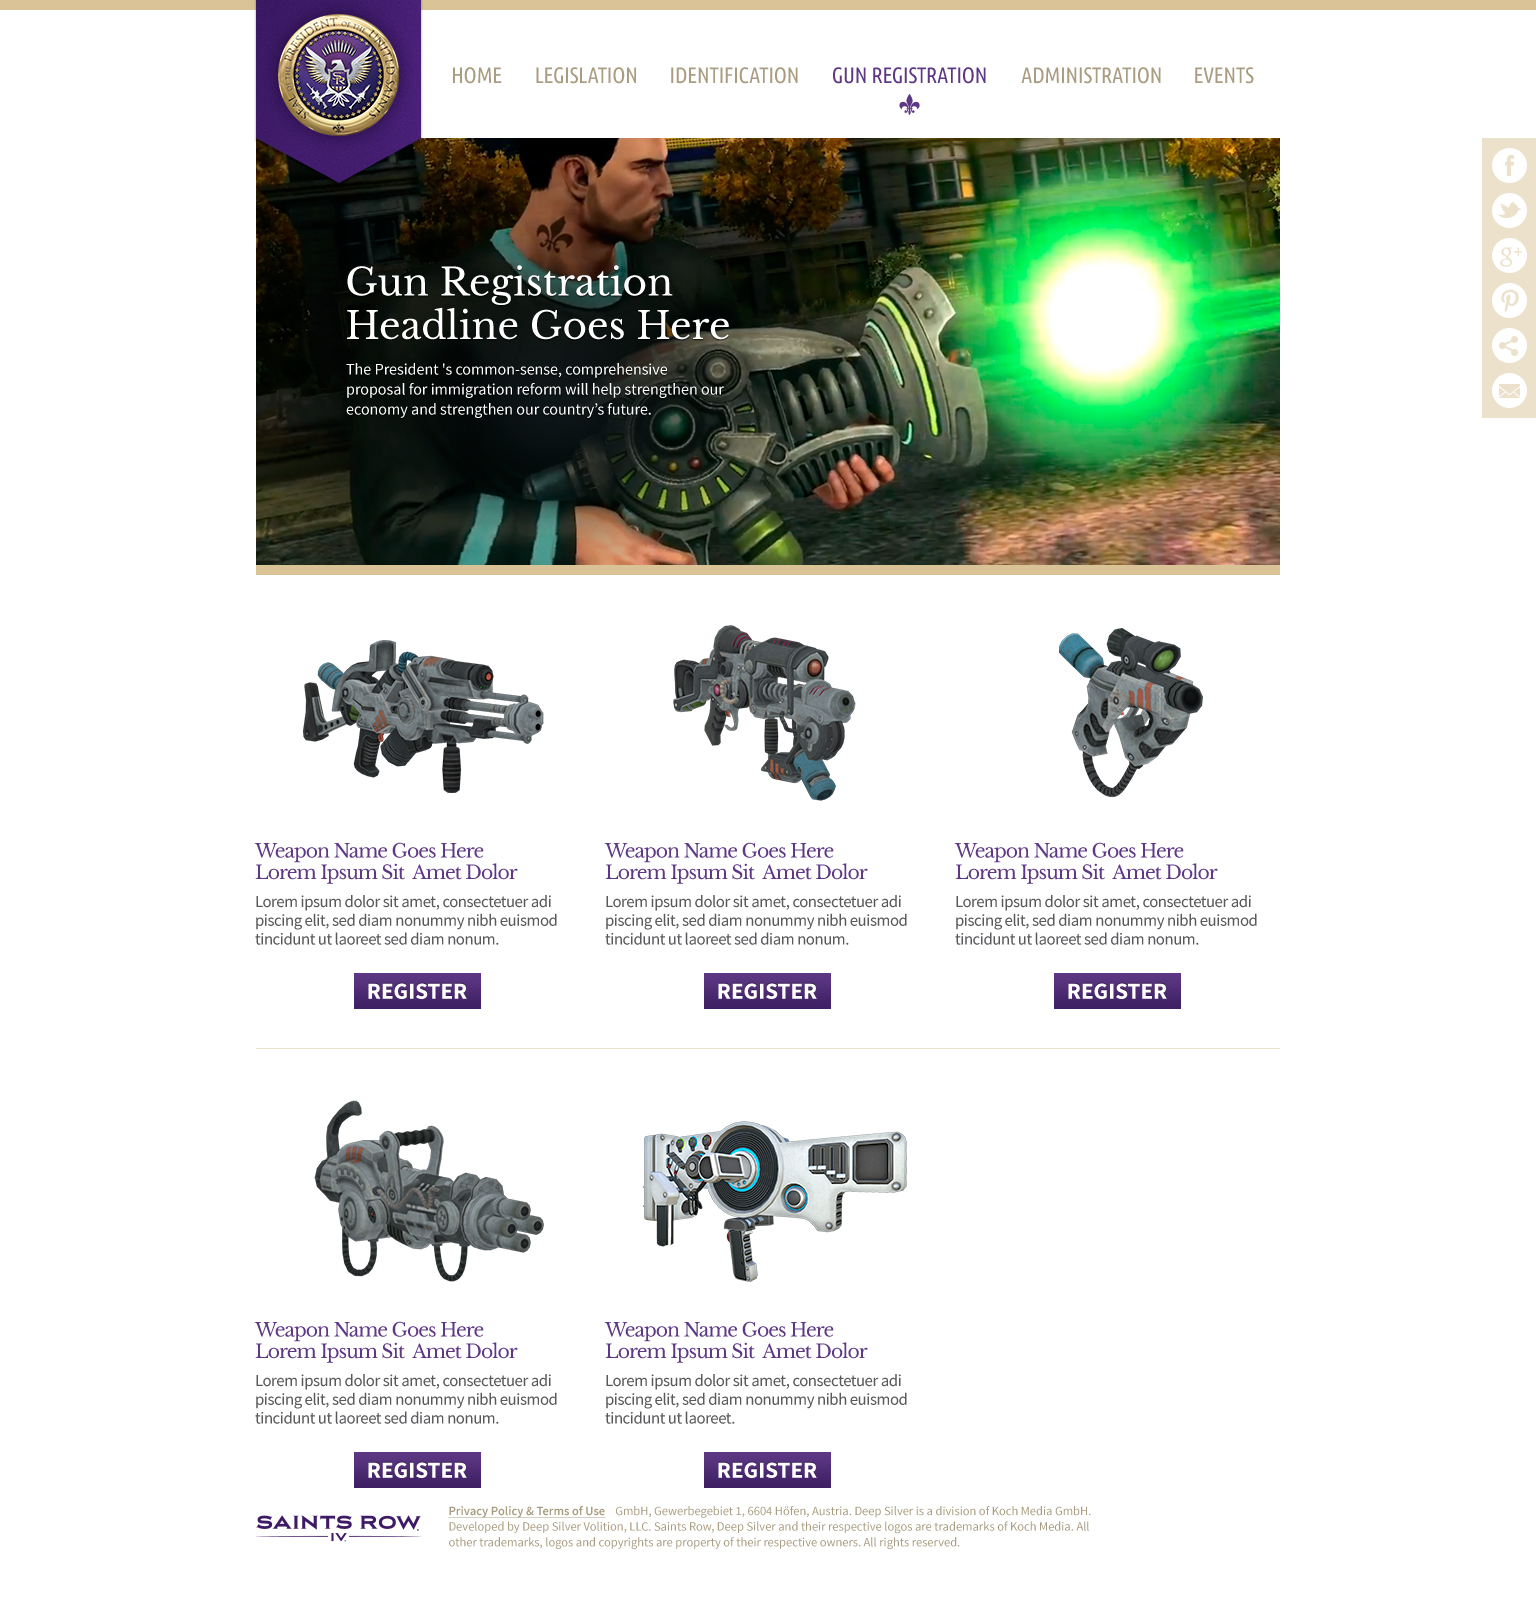 SEAL OF THE PRESIDENT OF THE UNITED SAINTS
HOME
LEGISLATION
IDENTIFICATION
GUN REGISTRATION
ADMINISTRATION
EVENTS
Gun Registration
Headline Goes Here
The President 's common-sense, comprehensive
proposal for immigration reform will help strengthen our
economy and strengthen our country’s future.
Weapon Name Goes Here
Lorem Ipsum Sit  Amet Dolor
Lorem ipsum dolor sit amet, consectetuer adi
piscing elit, sed diam nonummy nibh euismod
tincidunt ut laoreet sed diam nonum.
REGISTER
Weapon Name Goes Here
Lorem Ipsum Sit  Amet Dolor
Lorem ipsum dolor sit amet, consectetuer adi
piscing elit, sed diam nonummy nibh euismod
tincidunt ut laoreet sed diam nonum.
REGISTER
Weapon Name Goes Here
Lorem Ipsum Sit  Amet Dolor
Lorem ipsum dolor sit amet, consectetuer adi
piscing elit, sed diam nonummy nibh euismod
tincidunt ut laoreet sed diam nonum.
REGISTER
Weapon Name Goes Here
Lorem Ipsum Sit  Amet Dolor
Lorem ipsum dolor sit amet, consectetuer adi
piscing elit, sed diam nonummy nibh euismod
tincidunt ut laoreet sed diam nonum.
REGISTER
Weapon Name Goes Here
Lorem Ipsum Sit  Amet Dolor
Lorem ipsum dolor sit amet, consectetuer adi
piscing elit, sed diam nonummy nibh euismod
tincidunt ut laoreet.
REGISTER
SAINTS ROW
IV
Privacy Policy & Terms of Use GmbH, Gewerbegebiet 1, 6604 Höfen, Austria. Deep Silver is a division of Koch Media GmbH.
Developed by Deep Silver Volition, LLC. Saints Row, Deep Silver and their respective logos are trademarks of Koch Media. All
other trademarks, logos and copyrights are property of their respective owners. All rights reserved.